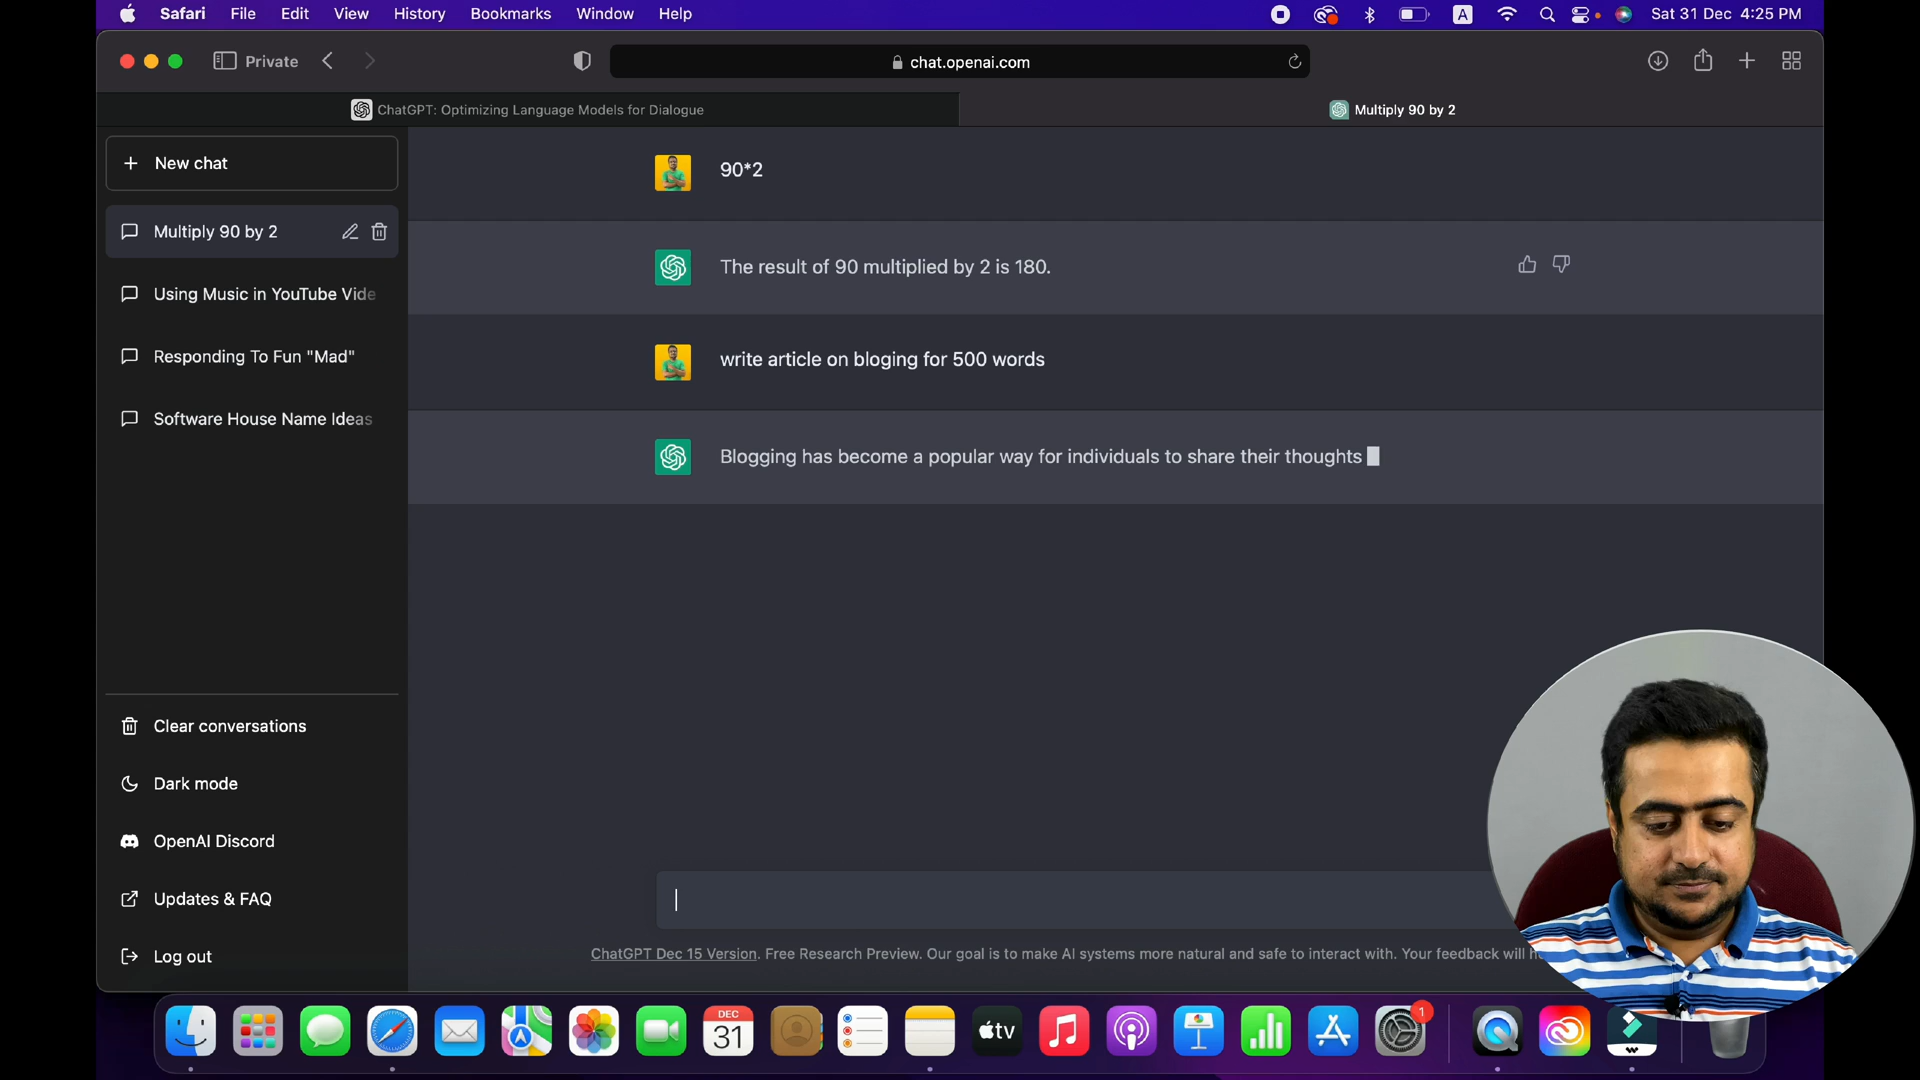 Safari File Edit View History Bookmarks Window Help A Sat 31 Dec 4:25 PM
Private chat.openai.com
ChatGPT: Optimizing Language Models for Dialogue Multiply 90 by 2
New chat
Multiply 90 by 2
Using Music in YouTube Vide
Responding To Fun "Mad"
Software House Name Ideas
Clear conversations
Dark mode
OpenAI Discord
Updates & FAQ
Log out
90*2
The result of 90 multiplied by 2 is 180.
write article on bloging for 500 words
Blogging has become a popular way for individuals to share their thoughts
ChatGPT Dec 15 Version. Free Research Preview. Our goal is to make AI systems more natural and safe to interact with. Your feedback will
DEC
31
tv
1